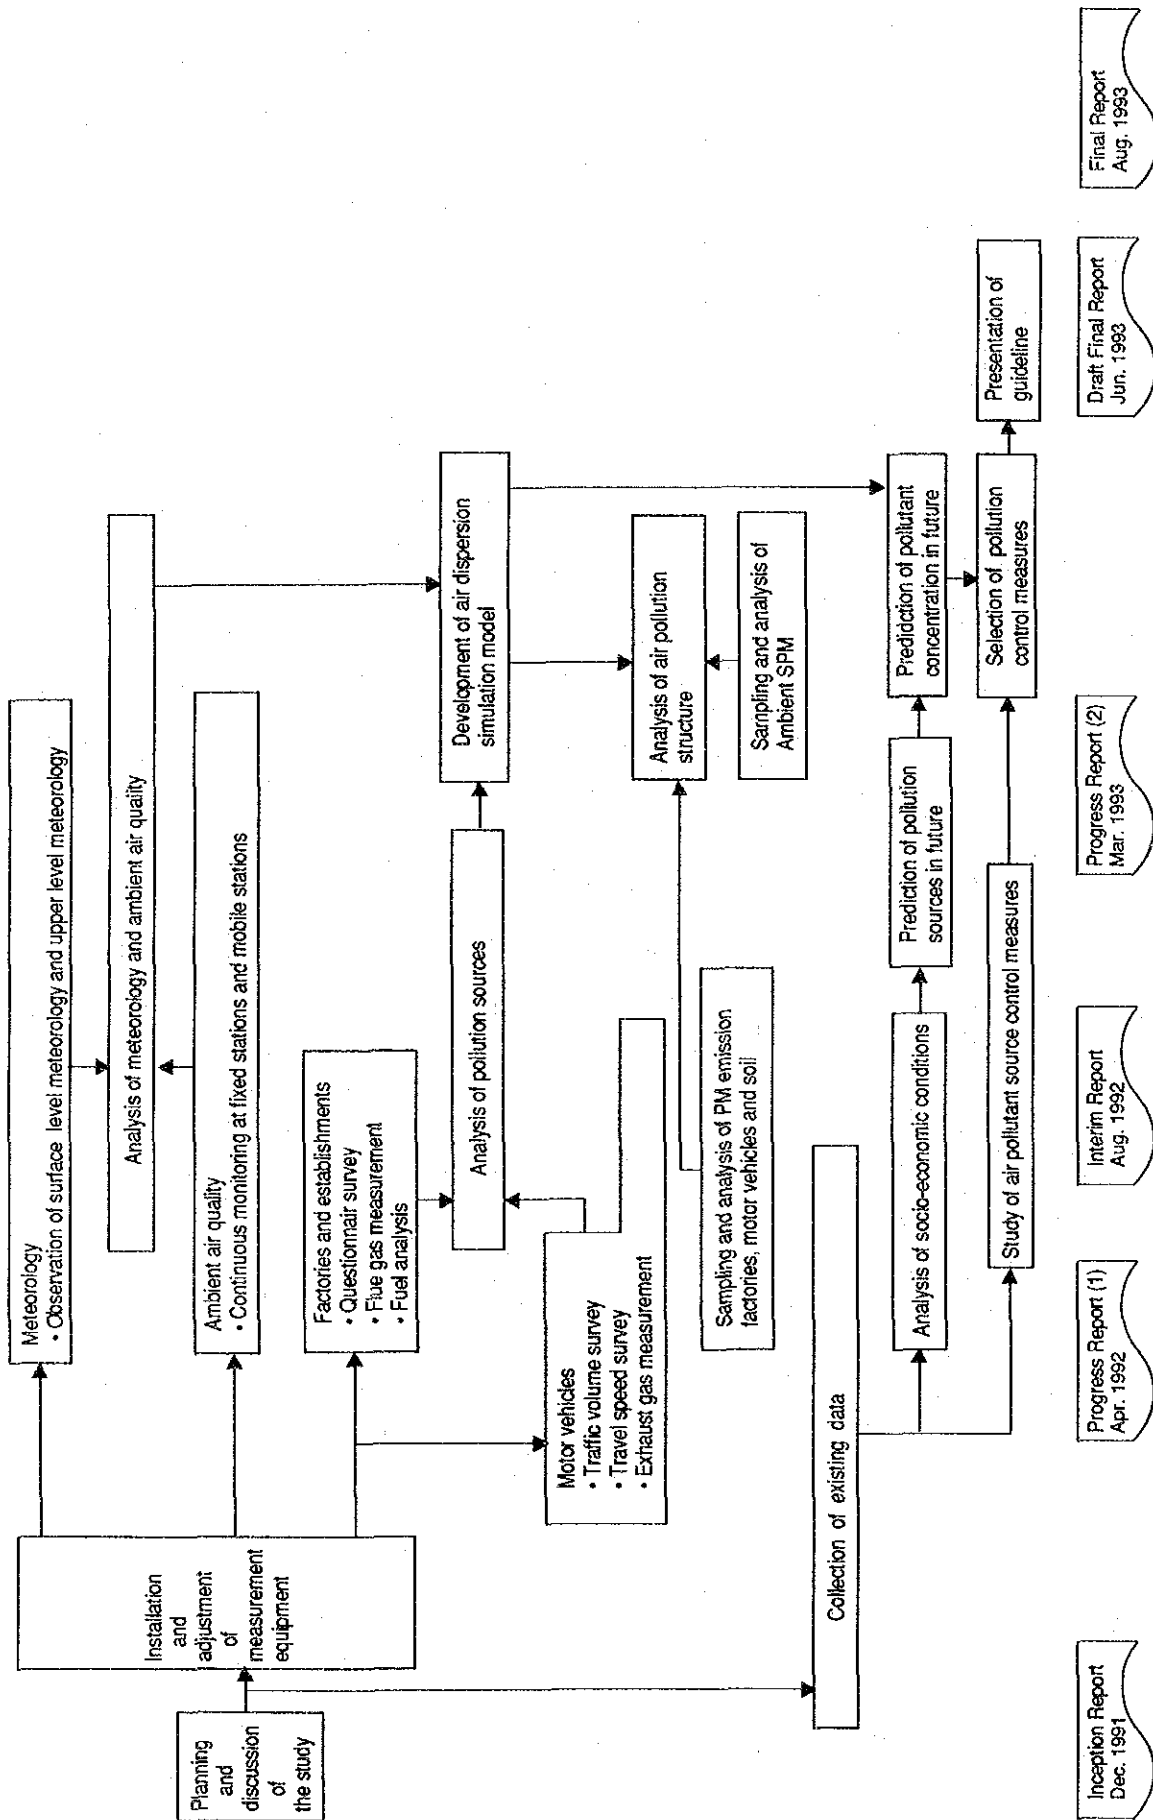 Planning
and
discussion
of
the study
Installation
and
adjustment
of
measurement
equipment
Meteorology
• Observation of surface level meteorology and upper level meteorology
Analysis of meteorology and ambient air quality
Ambient air quality
• Continuous monitoring at fixed stations and mobile stations
Factories and establishments
• Questionnair survey
• Flue gas measurement
• Fuel analysis
Analysis of pollution sources
Development of air dispersion
simulation model
Motor vehicles
• Traffic volume survey
• Travel speed survey
• Exhaust gas measurement
Analysis of air pollution
structure
Sampling and analysis of PM emission
factories, motor vehicles and soil
Sampling and analysis of
Ambient SPM
Collection of existing data
Analysis of socio-economic conditions
Prediction of pollution
sources in future
Predidction of pollutant
concentration in future
Study of air pollutant source control measures
Selection of pollution
control measures
Presentation of
guideline
Inception Report
Dec. 1991
Progress Report (1)
Apr. 1992
Interim Report
Aug. 1992
Progress Report (2)
Mar. 1993
Draft Final Report
Jun. 1993
Final Report
Aug. 1993